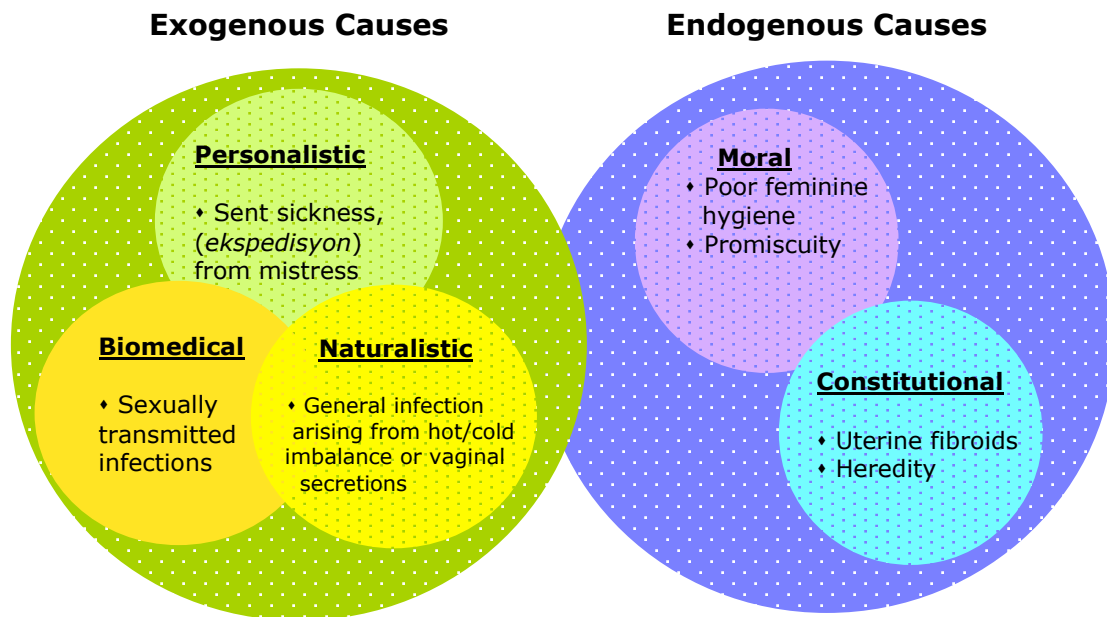 Exogenous Causes
Endogenous Causes
Personalistic
♦ Sent sickness,
(ekspedisyon)
from mistress
Biomedical
♦ Sexually
transmitted
infections
Naturalistic
♦ General infection
arising from hot/cold
imbalance or vaginal
secretions
Moral
♦ Poor feminine
hygiene
♦ Promiscuity
Constitutional
♦ Uterine fibroids
♦ Heredity